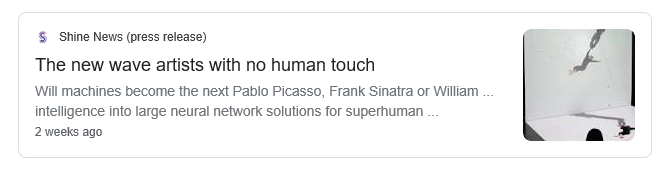 Shine News (press release)
The new wave artists with no human touch
Will machines become the next Pablo Picasso, Frank Sinatra or William ...
intelligence into large neural network solutions for superhuman ...
2 weeks ago